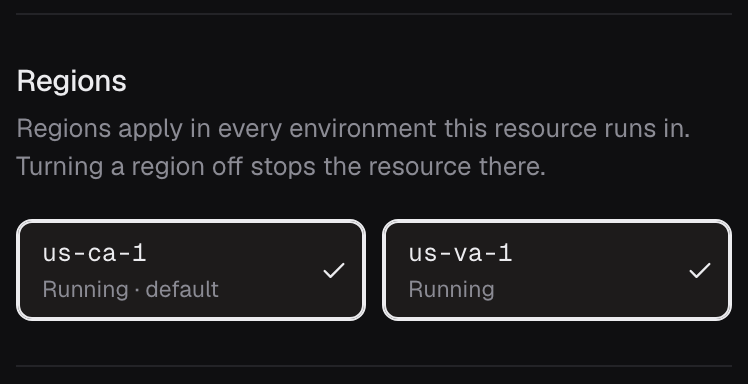 Regions
Regions apply in every environment this resource runs in.
Turning a region off stops the resource there.
us-ca-1
Running · default
us-va-1
Running